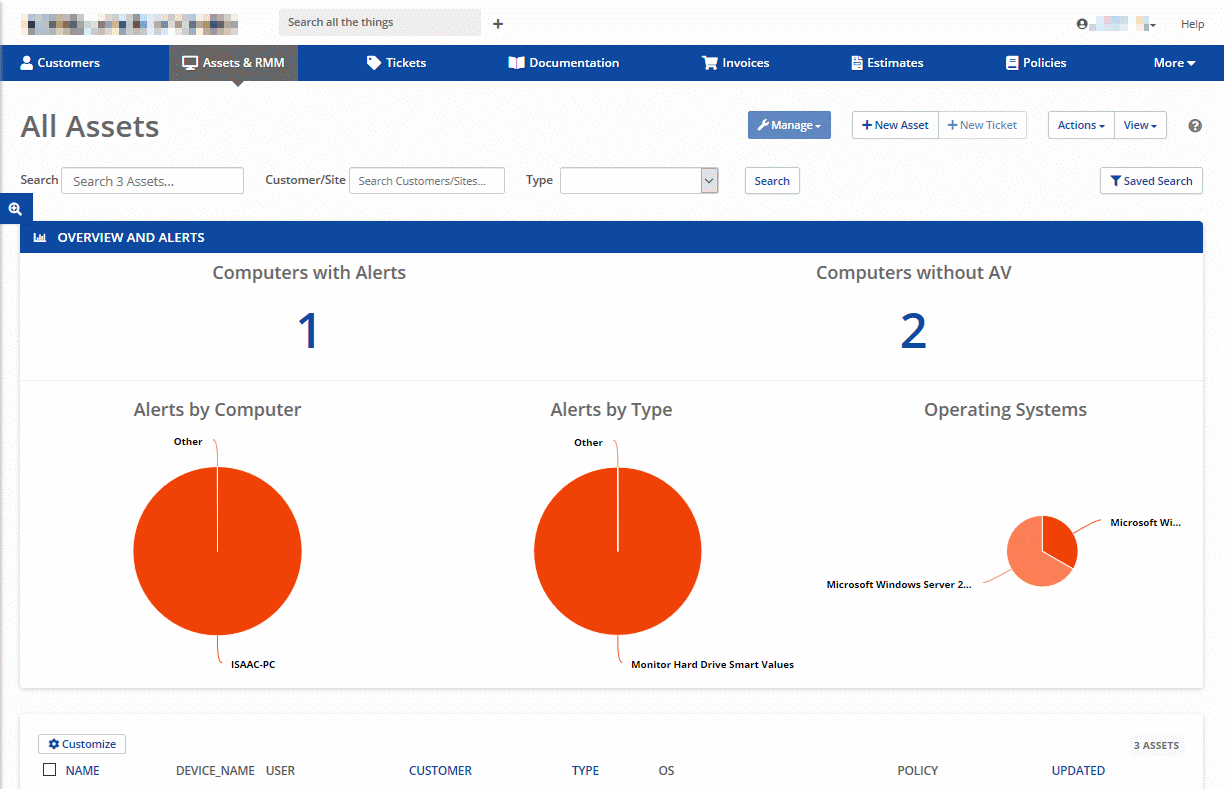 Search all the things
+
Help
Customers
Assets & RMM
Tickets
Documentation
Invoices
Estimates
Policies
More
All Assets
Manage
+ New Asset
+ New Ticket
Actions
View
?
Search
Search 3 Assets...
Customer/Site
Search Customers/Sites...
Type
Search
Saved Search
OVERVIEW AND ALERTS
Computers with Alerts
Computers without AV
1
2
Alerts by Computer
Alerts by Type
Operating Systems
Other
Other
Microsoft Wi...
Microsoft Windows Server 2...
ISAAC-PC
Monitor Hard Drive Smart Values
Customize
3 ASSETS
NAME DEVICE_NAME USER CUSTOMER TYPE OS POLICY UPDATED